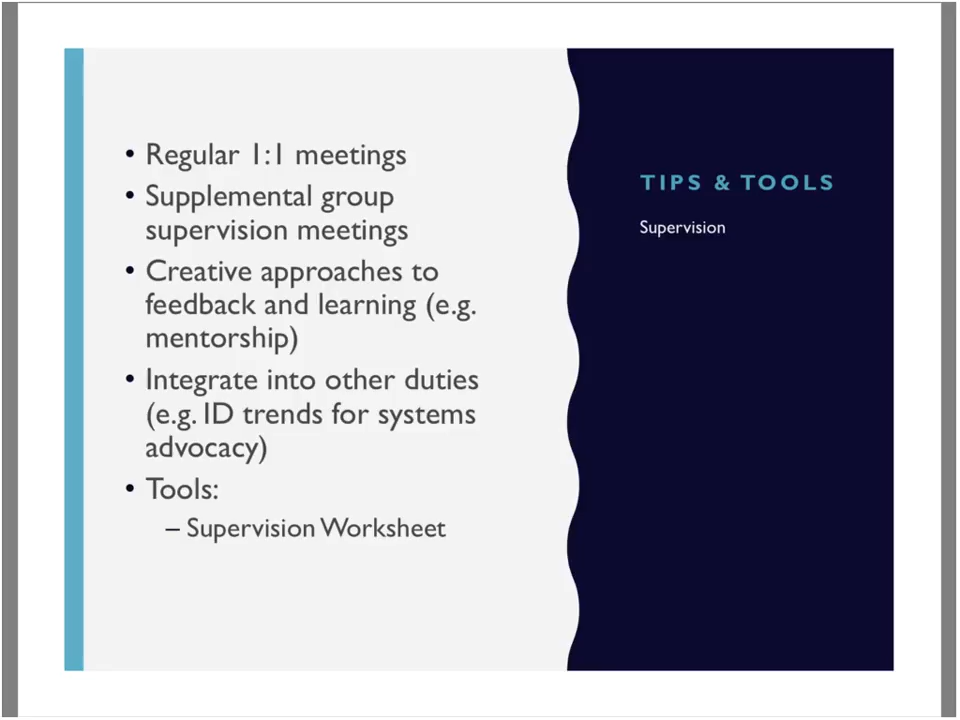 • Regular 1:1 meetings
• Supplemental group
supervision meetings
• Creative approaches to
feedback and learning (e.g.
mentorship)
• Integrate into other duties
(e.g. ID trends for systems
advocacy)
• Tools:
– Supervision Worksheet
TIPS & TOOLS
Supervision